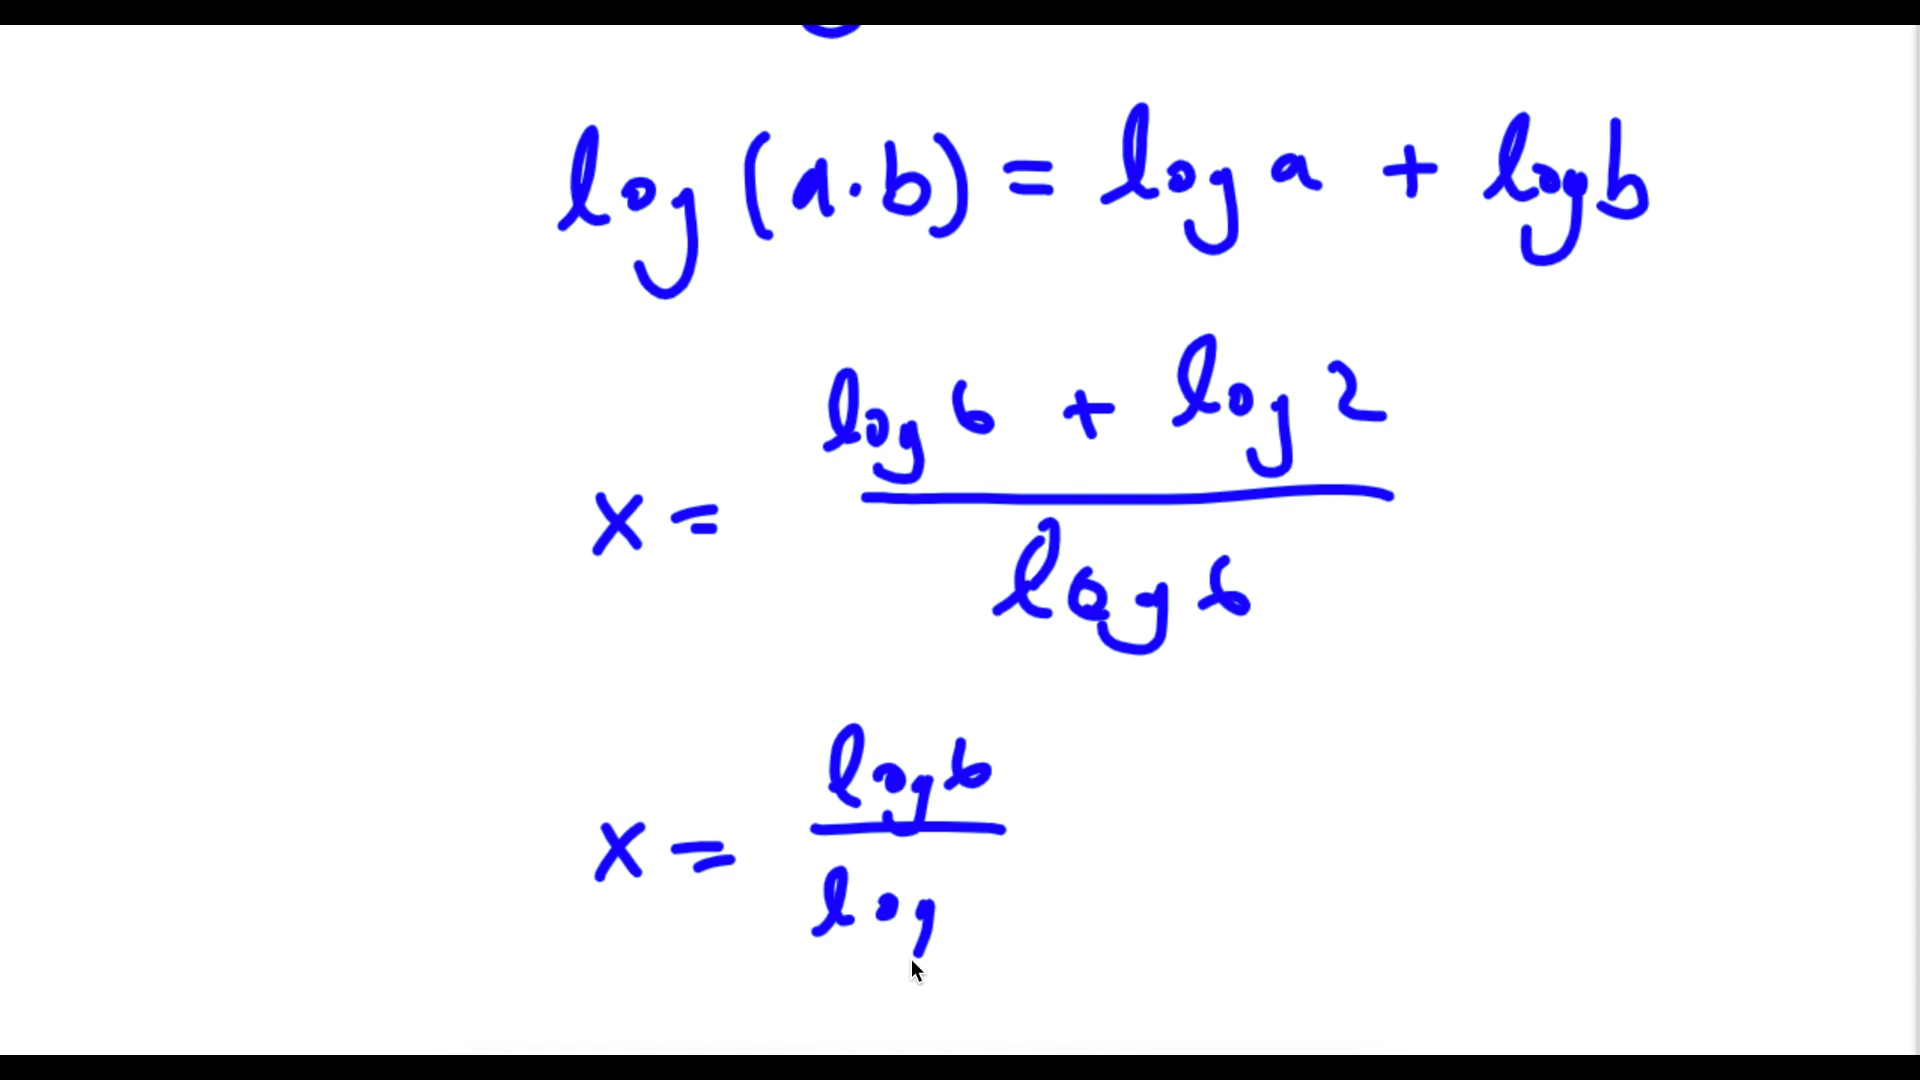 log (a·b) = log a + log b
x = (log 6 + log 2) / log 6
x = log 6 / log